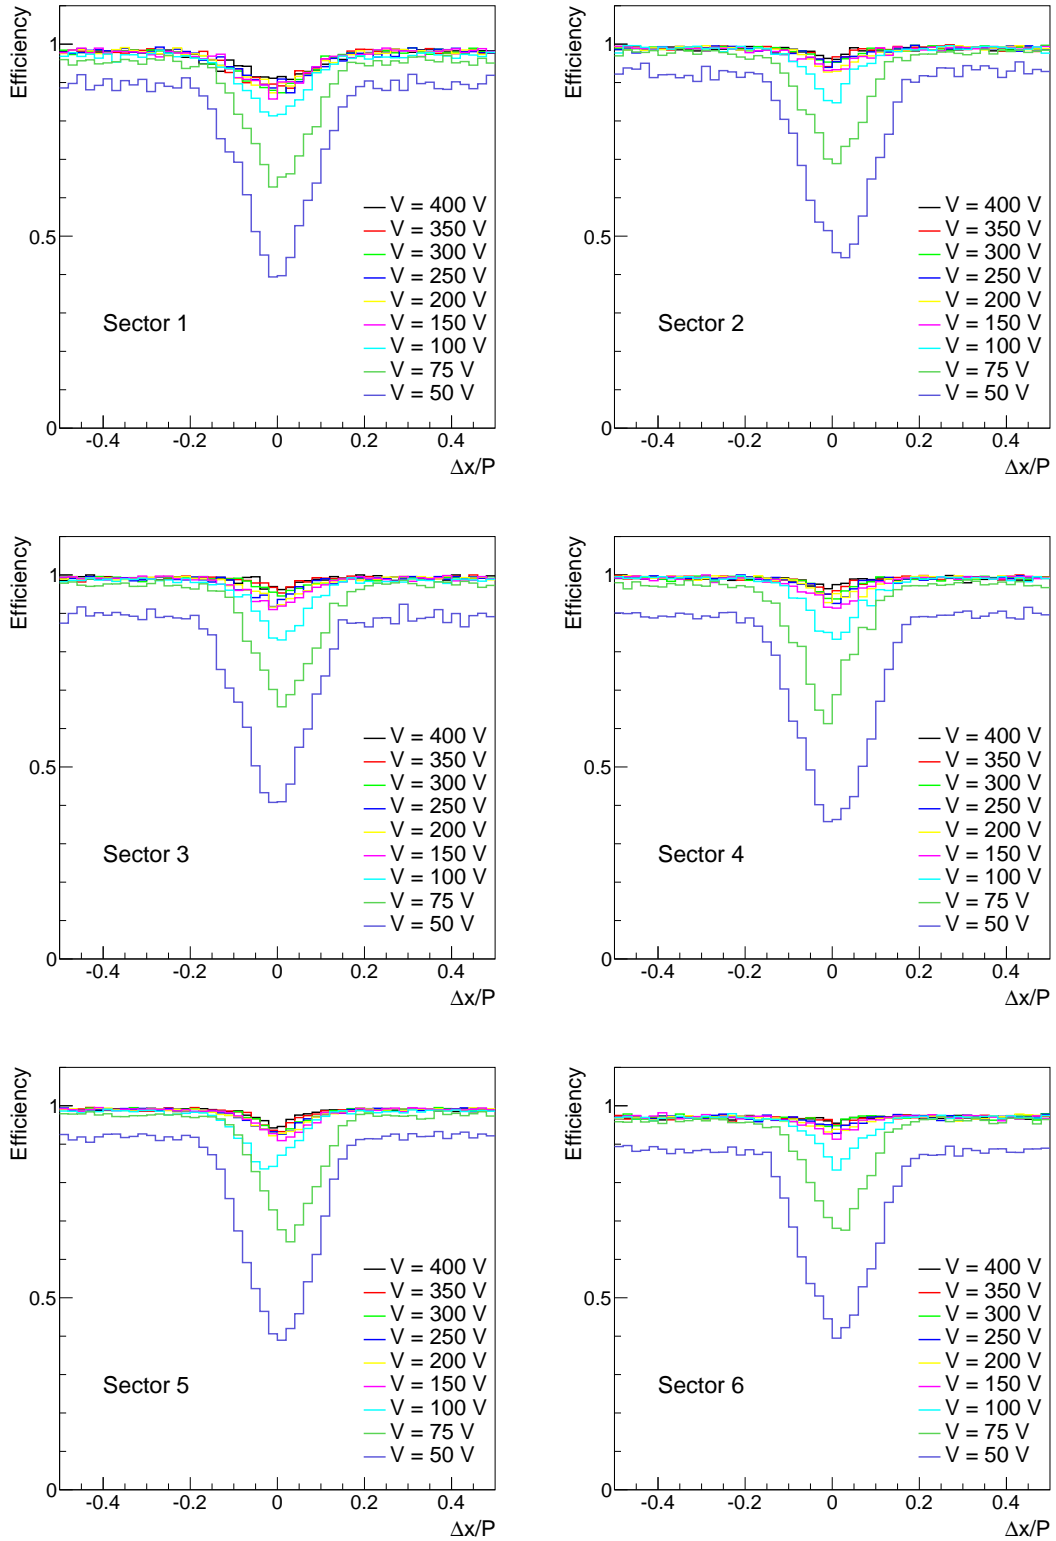 Efficiency
1
0.5
0
V = 400 V
V = 350 V
V = 300 V
V = 250 V
V = 200 V
V = 150 V
V = 100 V
V = 75 V
V = 50 V
Sector 1
-0.4 -0.2 0 0.2 0.4
Δx/P
Efficiency
1
0.5
0
V = 400 V
V = 350 V
V = 300 V
V = 250 V
V = 200 V
V = 150 V
V = 100 V
V = 75 V
V = 50 V
Sector 2
-0.4 -0.2 0 0.2 0.4
Δx/P
Efficiency
1
0.5
0
V = 400 V
V = 350 V
V = 300 V
V = 250 V
V = 200 V
V = 150 V
V = 100 V
V = 75 V
V = 50 V
Sector 3
-0.4 -0.2 0 0.2 0.4
Δx/P
Efficiency
1
0.5
0
V = 400 V
V = 350 V
V = 300 V
V = 250 V
V = 200 V
V = 150 V
V = 100 V
V = 75 V
V = 50 V
Sector 4
-0.4 -0.2 0 0.2 0.4
Δx/P
Efficiency
1
0.5
0
V = 400 V
V = 350 V
V = 300 V
V = 250 V
V = 200 V
V = 150 V
V = 100 V
V = 75 V
V = 50 V
Sector 5
-0.4 -0.2 0 0.2 0.4
Δx/P
Efficiency
1
0.5
0
V = 400 V
V = 350 V
V = 300 V
V = 250 V
V = 200 V
V = 150 V
V = 100 V
V = 75 V
V = 50 V
Sector 6
-0.4 -0.2 0 0.2 0.4
Δx/P